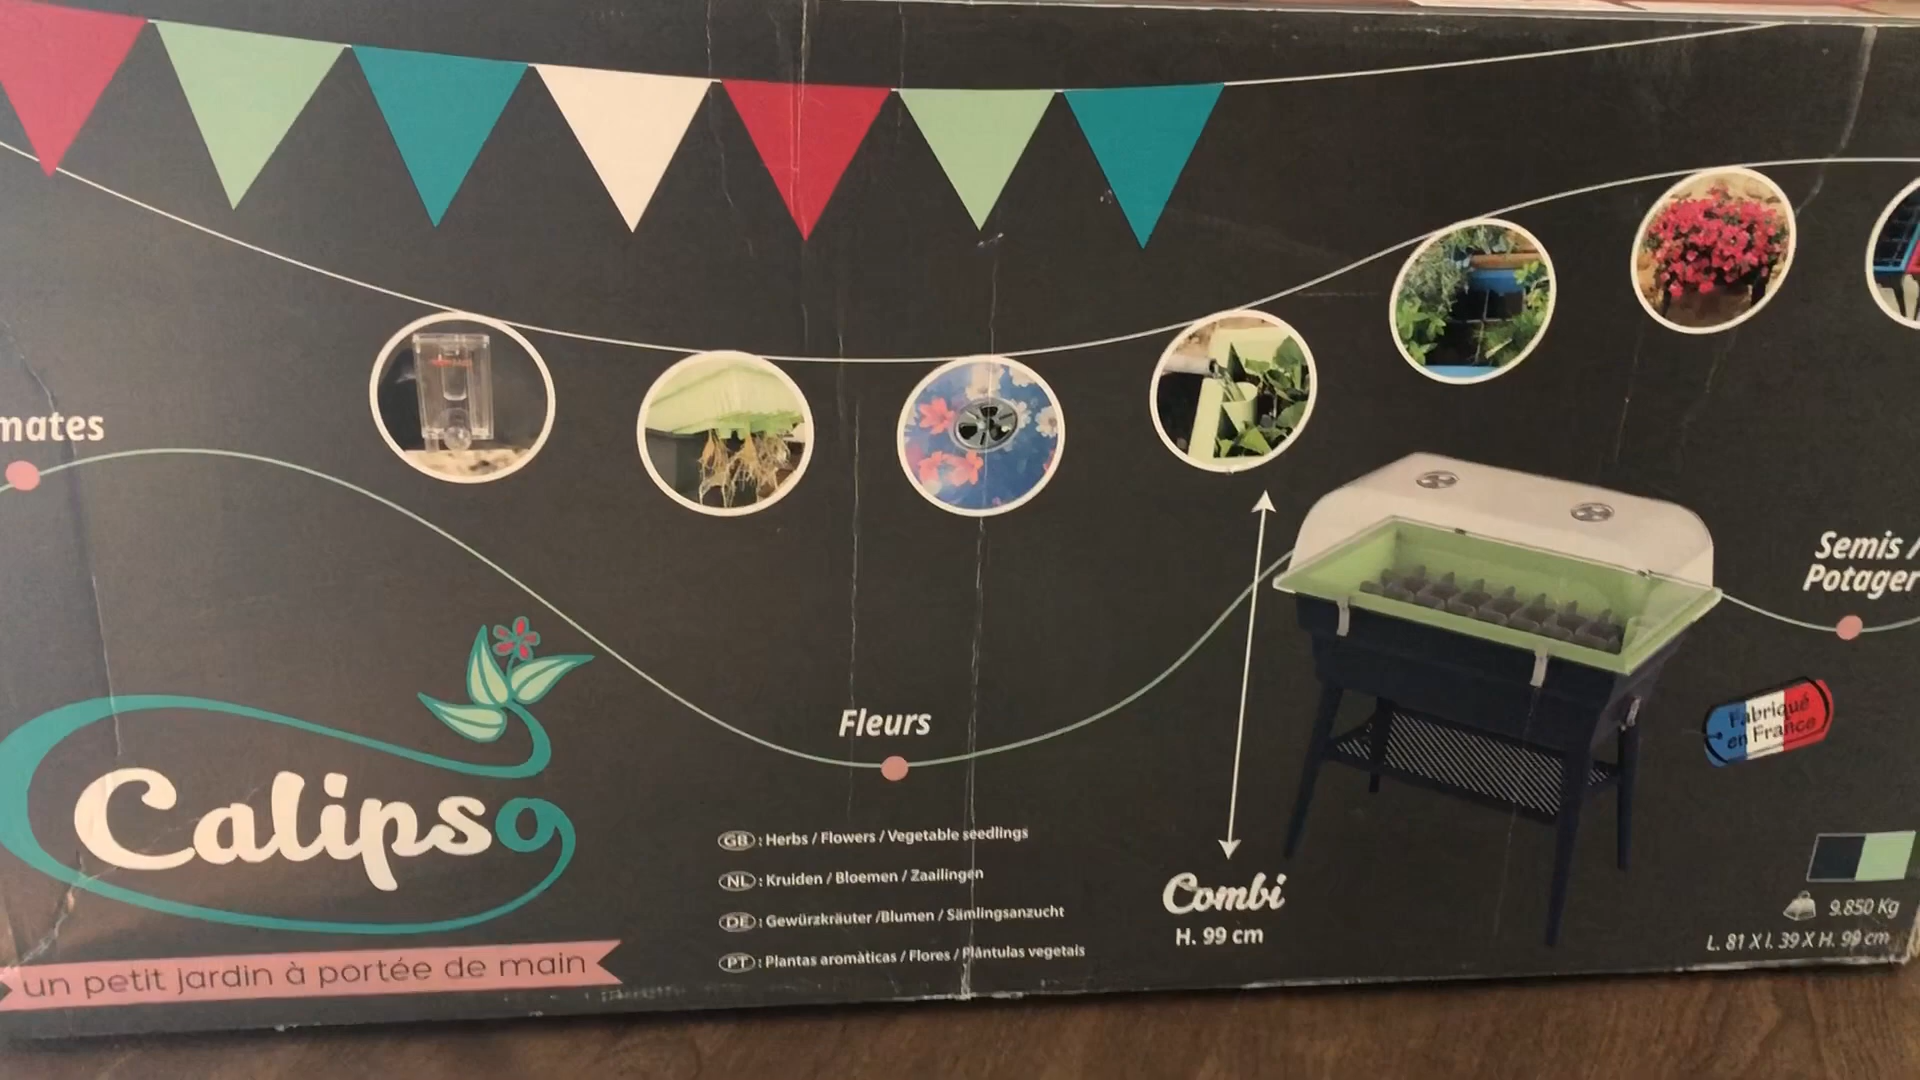 mates
Fleurs
Semis /
Potager
Calipso
un petit jardin à portée de main
GB : Herbs / Flowers / Vegetable seedlings
NL : Kruiden / Bloemen / Zaailingen
DE : Gewürzkräuter /Blumen / Sämlingsanzucht
PT : Plantas aromàticas / Flores / Plântulas vegetais
Combi
H. 99 cm
Fabriqué
en France
9.850 Kg
L. 81 X l. 39 X H. 99 cm